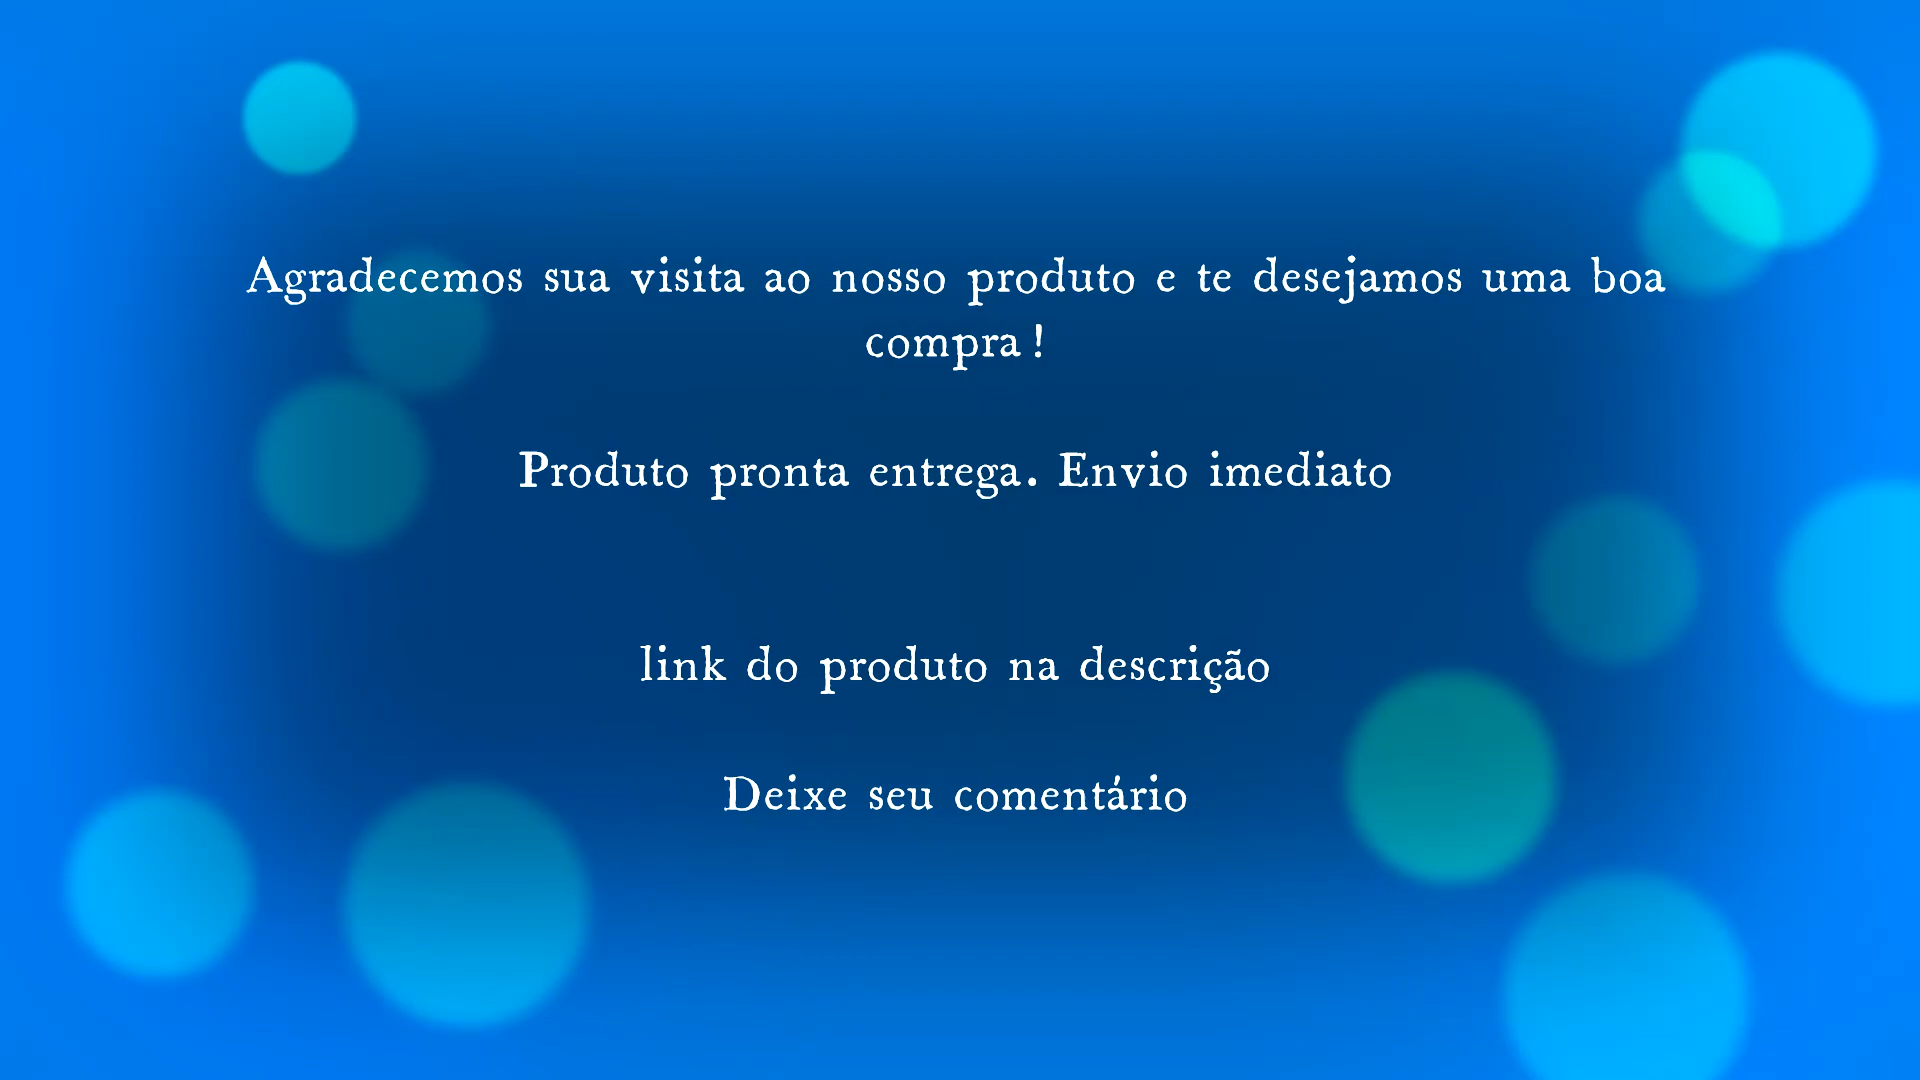 Agradecemos sua visita ao nosso produto e te desejamos uma boa
compra !
Produto pronta entrega. Envio imediato
link do produto na descrição
Deixe seu comentário